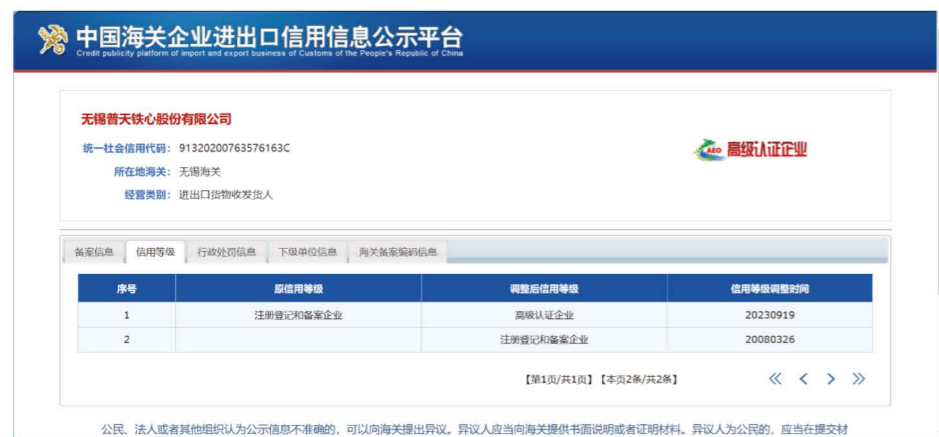 中国海关企业进出口信用信息公示平台
Credit publicity platform of import and export business of Customs of the People's Republic of China
无锡普天铁心股份有限公司
统一社会信用代码： 91320200763576163C
所在地海关： 无锡海关
经营类别： 进出口货物收发货人
AEO 高级认证企业
备案信息 信用等级 行政处罚信息 下级单位信息 海关备案编码信息
序号 原信用等级 调整后信用等级 信用等级调整时间
1 注册登记和备案企业 高级认证企业 20230919
2 注册登记和备案企业 20080326
【第1页/共1页】【本页2条/共2条】
公民、法人或者其他组织认为公示信息不准确的，可以向海关提出异议。异议人应当向海关提供书面说明或者证明材料。异议人为公民的，应当在提交材